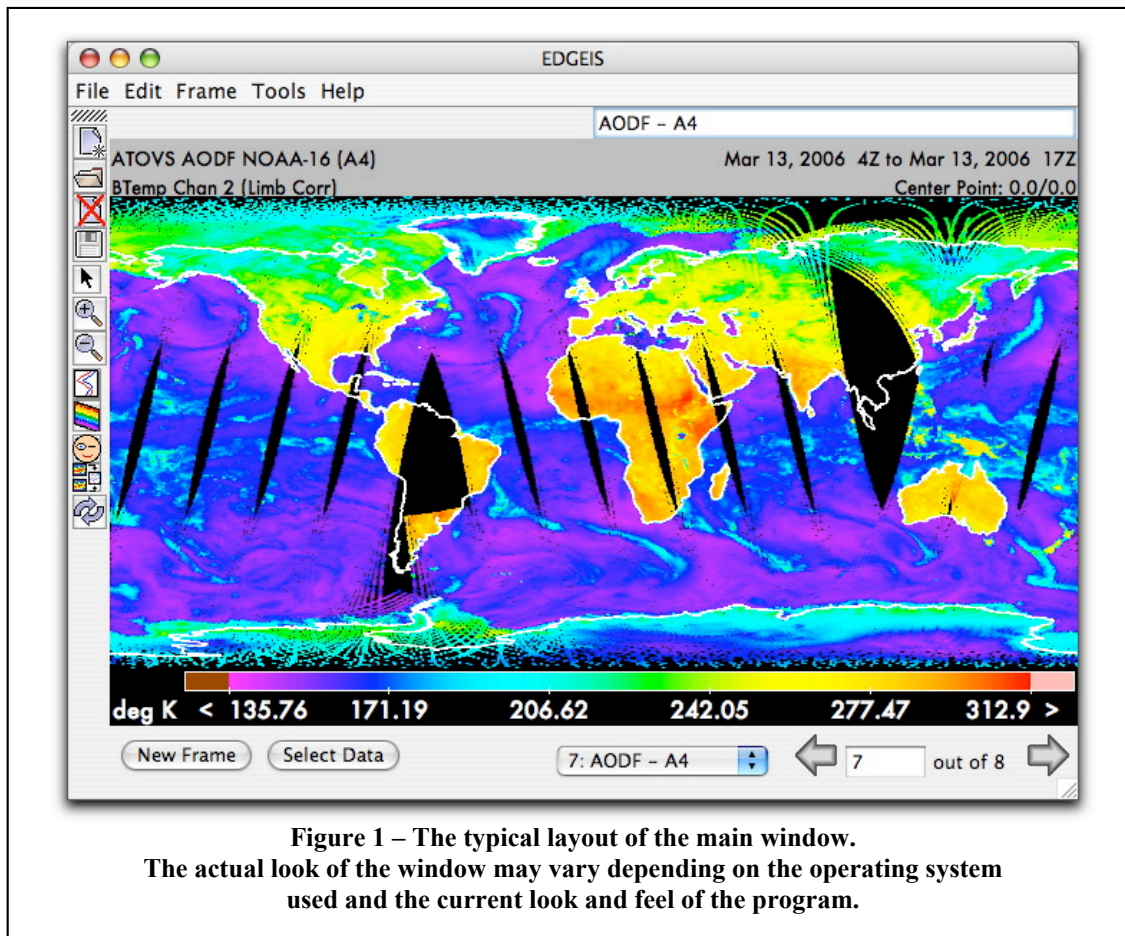 EDGEIS
File Edit Frame Tools Help
AODF – A4
ATOVS AODF NOAA-16 (A4)
Mar 13, 2006 4Z to Mar 13, 2006 17Z
BTemp Chan 2 (Limb Corr)
Center Point: 0.0/0.0
deg K < 135.76 171.19 206.62 242.05 277.47 312.9 >
New Frame Select Data 7: AODF – A4 7 out of 8
Figure 1 – The typical layout of the main window.
The actual look of the window may vary depending on the operating system
used and the current look and feel of the program.